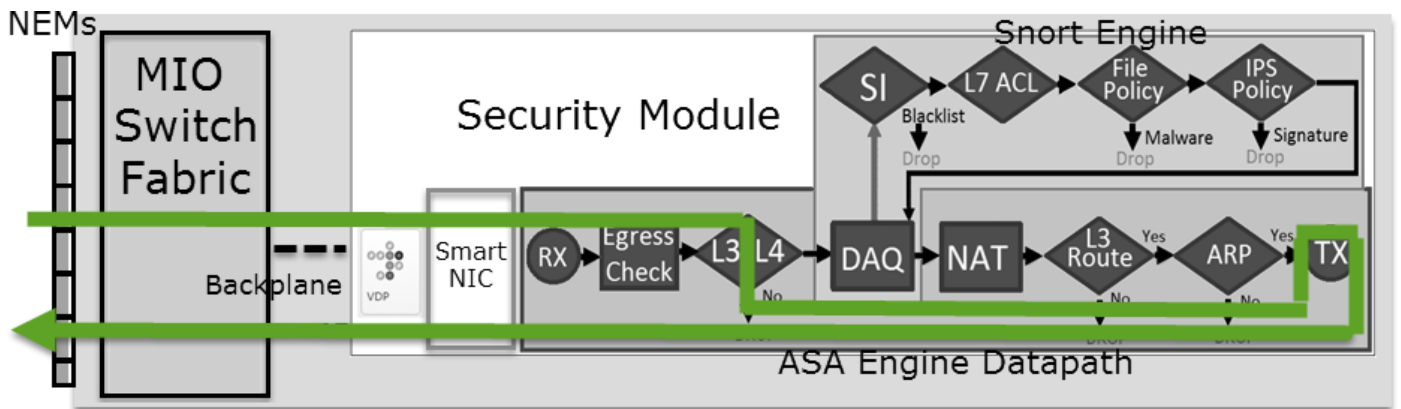 NEMs
MIO
Switch
Fabric
Backplane
Security Module
VDP
Smart
NIC
Snort Engine
SI
L7 ACL
File
Policy
IPS
Policy
Blacklist
Malware
Signature
Drop
Drop
Drop
RX
Egress
Check
L3 L4
No
DAQ
NAT
L3
Route
Yes
No
ARP
Yes
No
TX
ASA Engine Datapath